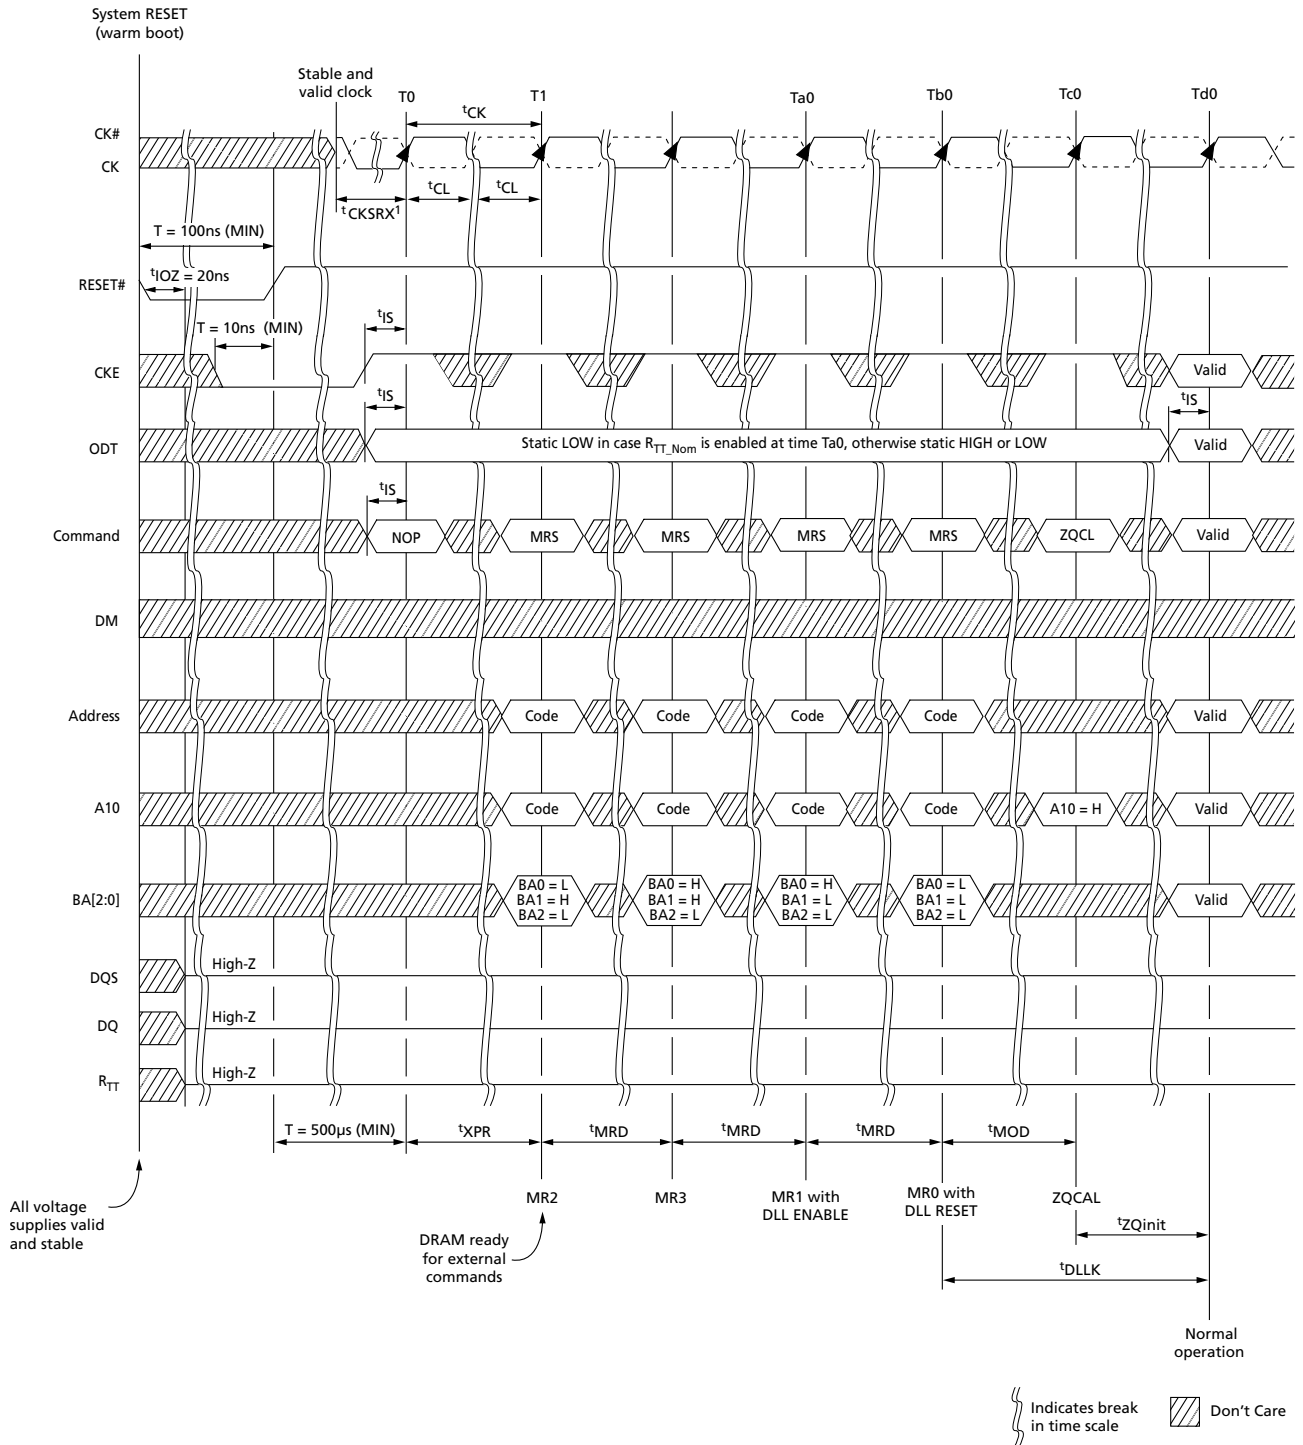 System RESET
(warm boot)
Stable and
valid clock
T0
T1
Ta0
Tb0
Tc0
Td0
tCK
CK#
CK
tCL
tCL
tCKSRX1
T = 100ns (MIN)
tIOZ = 20ns
RESET#
T = 10ns (MIN)
tIS
CKE
Valid
tIS
tIS
ODT
Static LOW in case RTT_Nom is enabled at time Ta0, otherwise static HIGH or LOW
Valid
tIS
Command
NOP
MRS
MRS
MRS
MRS
ZQCL
Valid
DM
Address
Code
Code
Code
Code
Valid
A10
Code
Code
Code
Code
A10 = H
Valid
BA[2:0]
BA0 = L
BA1 = H
BA2 = L
BA0 = H
BA1 = H
BA2 = L
BA0 = H
BA1 = L
BA2 = L
BA0 = L
BA1 = L
BA2 = L
Valid
DQS
High-Z
DQ
High-Z
RTT
High-Z
T = 500µs (MIN)
tXPR
tMRD
tMRD
tMRD
tMOD
All voltage
supplies valid
and stable
MR2
MR3
MR1 with
DLL ENABLE
MR0 with
DLL RESET
ZQCAL
DRAM ready
for external
commands
tZQinit
tDLLK
Normal
operation
Indicates break
in time scale
Don't Care